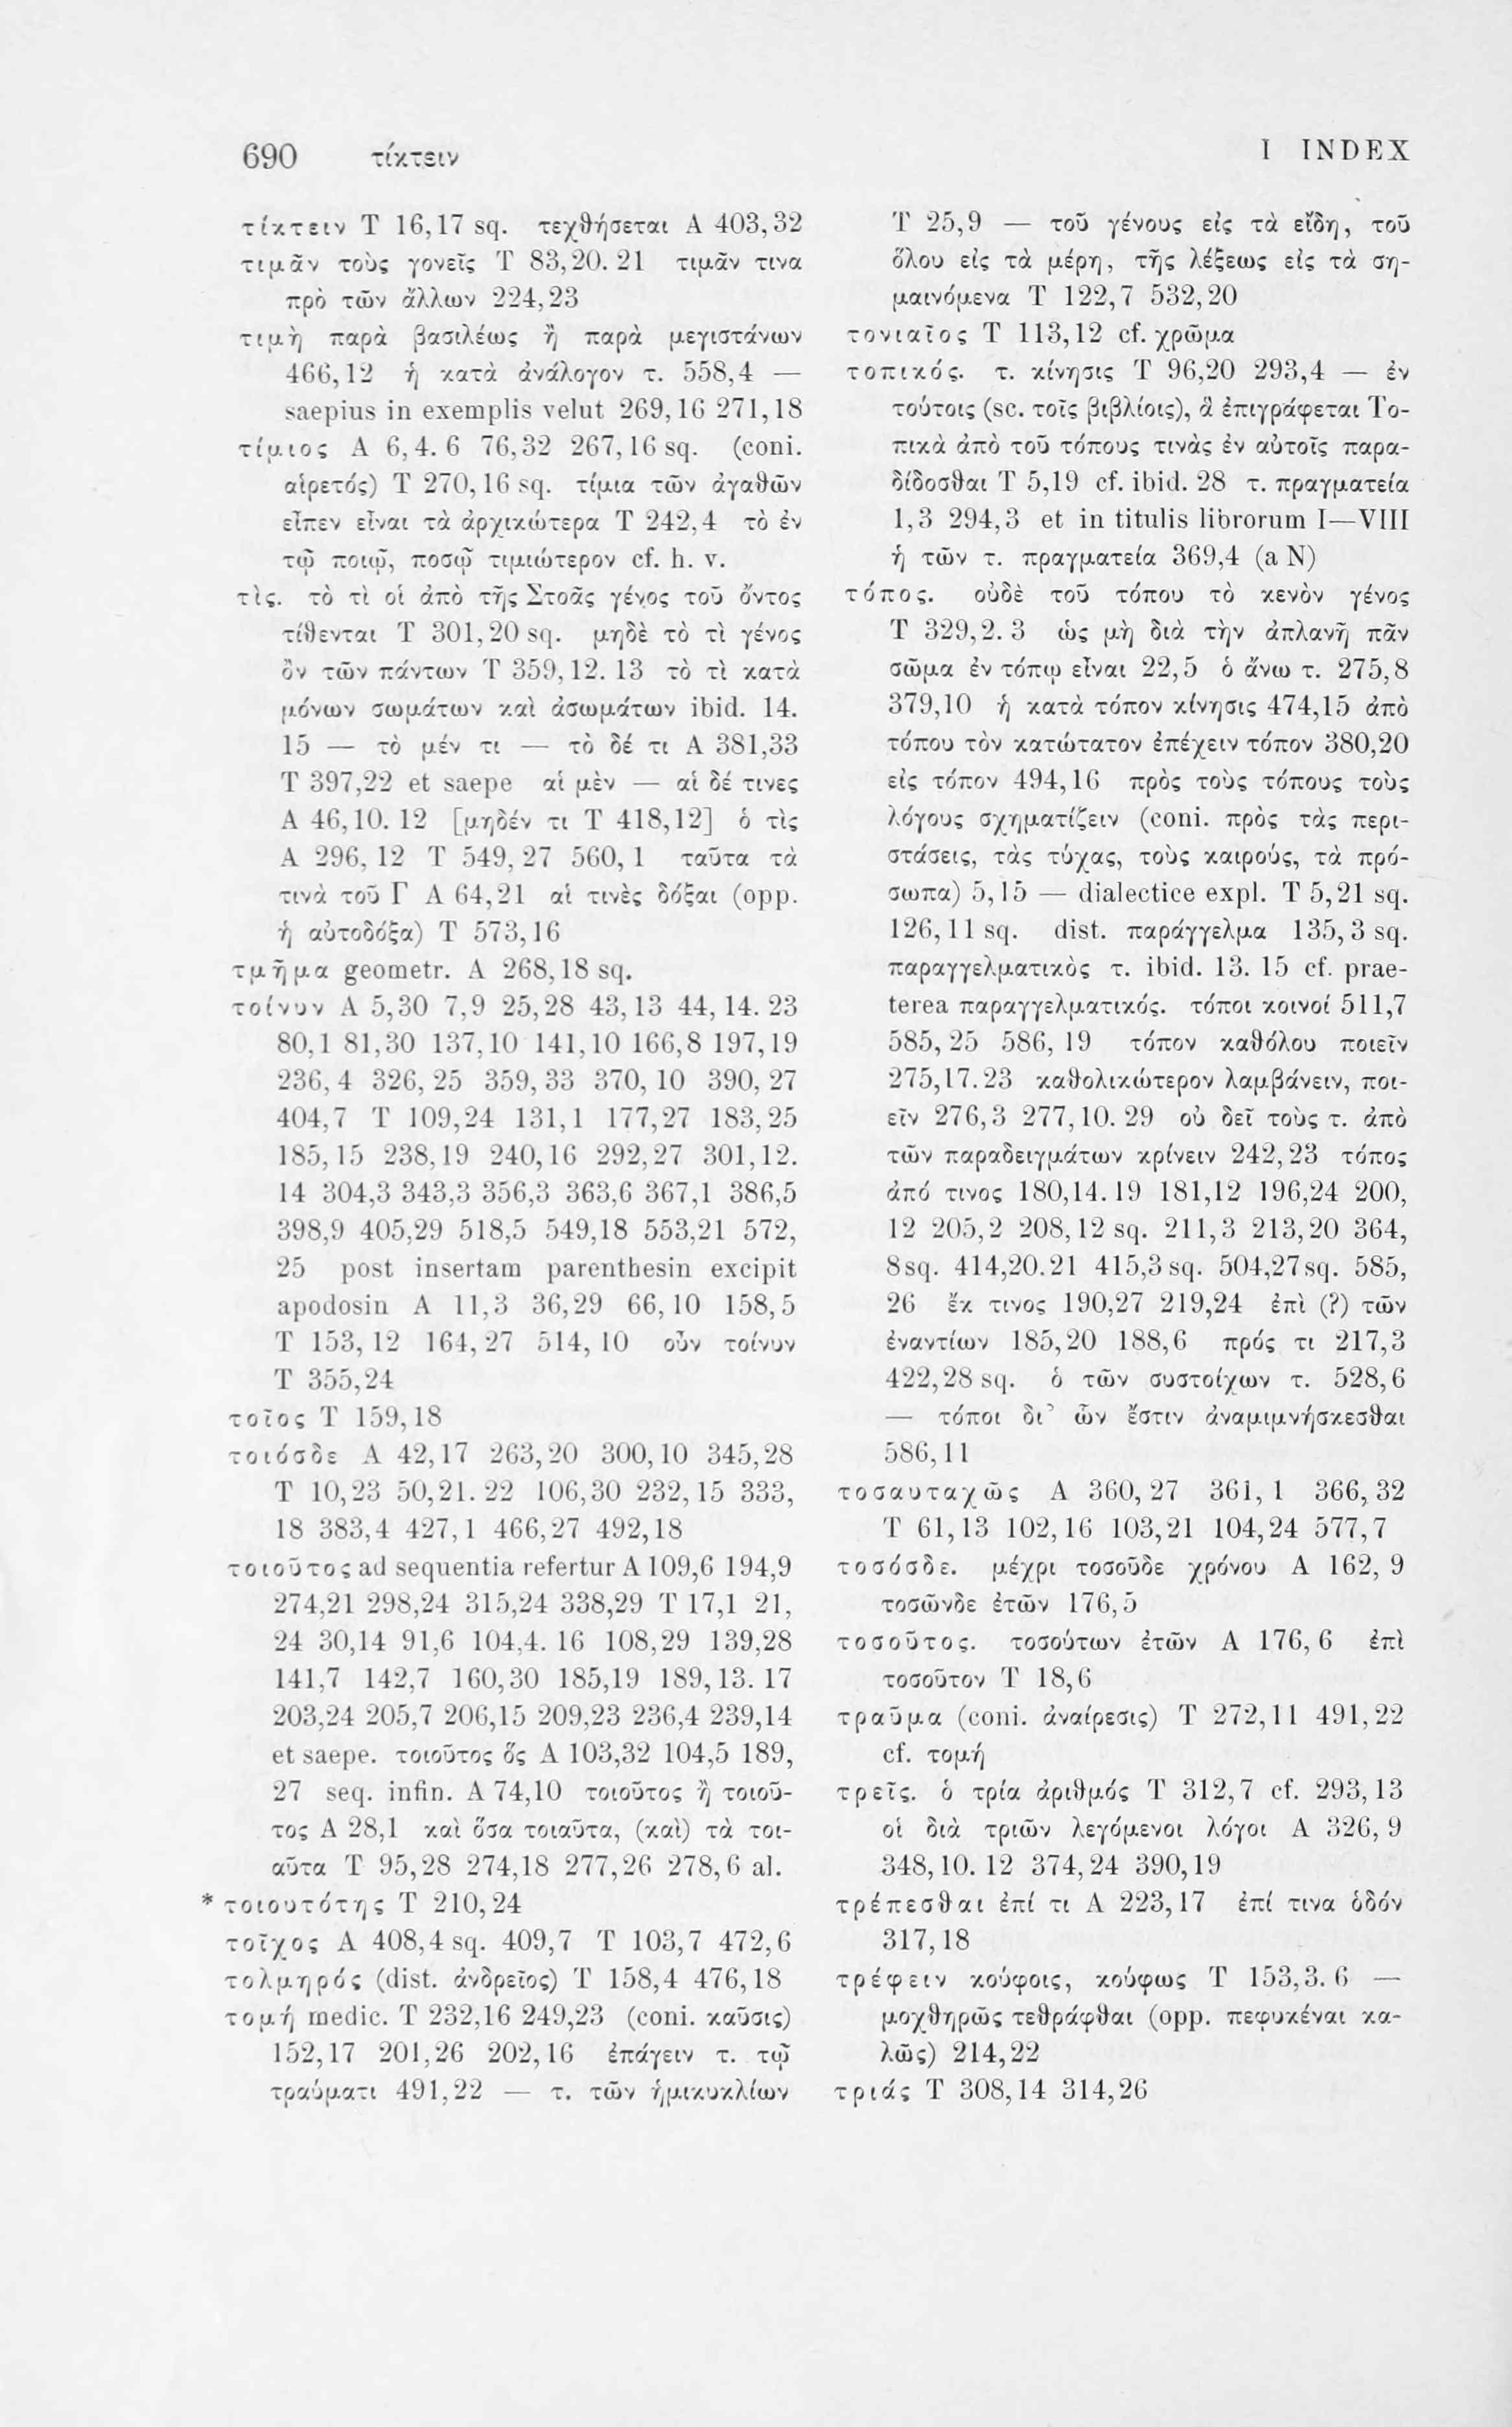 690 τίκτειν I INDEX
τίκτειν T 16,17 sq. τεχθήσεται A 403,32
τιμᾶν τοὺς γονεῖς T 83,20. 21 τιμᾶν τινα
πρὸ τῶν ἄλλων 224,23
τιμὴ παρὰ βασιλέως ἢ παρὰ μεγιστάνων
466,12 ἡ κατὰ ἀνάλογον τ. 558,4 —
saepius in exemplis velut 269,16 271,18
τίμιος A 6,4. 6 76,32 267,16 sq. (coni.
αἱρετός) T 270,16 sq. τίμια τῶν ἀγαθῶν
εἶπεν εἶναι τὰ ἀρχικώτερα T 242,4 τὸ ἐν
τῷ ποιῷ, ποσῷ τιμιώτερον cf. h. v.
τὶς. τὸ τὶ οἱ ἀπὸ τῆς Στοᾶς γένος τοῦ ὄντος
τίθενται T 301,20 sq. μηδὲ τὸ τὶ γένος
ὂν τῶν πάντων T 359,12. 13 τὸ τὶ κατὰ
μόνων σωμάτων καὶ ἀσωμάτων ibid. 14.
15 — τὸ μέν τι — τὸ δέ τι A 381,33
T 397,22 et saepe αἱ μὲν — αἱ δέ τινες
A 46,10. 12 [μηδέν τι T 418,12] ὁ τὶς
A 296, 12 T 549, 27 560, 1 ταῦτα τὰ
τινὰ τοῦ Γ A 64,21 αἱ τινὲς δόξαι (opp.
ἡ αὐτοδόξα) T 573,16
τμῆμα geometr. A 268,18 sq.
τοίνυν A 5,30 7,9 25,28 43,13 44,14. 23
80,1 81,30 137,10 141,10 166,8 197,19
236, 4 326, 25 359, 33 370, 10 390, 27
404,7 T 109,24 131,1 177,27 183,25
185,15 238,19 240,16 292,27 301,12.
14 304,3 343,3 356,3 363,6 367,1 386,5
398,9 405,29 518,5 549,18 553,21 572,
25 post insertam parenthesin excipit
apodosin A 11,3 36,29 66,10 158,5
T 153, 12 164, 27 514, 10 οὖν τοίνυν
T 355,24
τοῖος T 159,18
τοιόσδε A 42,17 263,20 300,10 345,28
T 10,23 50,21. 22 106,30 232,15 333,
18 383,4 427,1 466,27 492,18
τοιοῦτος ad sequentia refertur A 109,6 194,9
274,21 298,24 315,24 338,29 T 17,1 21,
24 30,14 91,6 104,4. 16 108,29 139,28
141,7 142,7 160,30 185,19 189,13. 17
203,24 205,7 206,15 209,23 236,4 239,14
et saepe. τοιοῦτος ὅς A 103,32 104,5 189,
27 seq. infin. A 74,10 τοιοῦτος ἢ τοιοῦ-
τος A 28,1 καὶ ὅσα τοιαῦτα, (καὶ) τὰ τοι-
αῦτα T 95,28 274,18 277,26 278,6 al.
* τοιουτότης T 210,24
τοῖχος A 408,4 sq. 409,7 T 103,7 472,6
τολμηρός (dist. ἀνδρεῖος) T 158,4 476,18
τομή medic. T 232,16 249,23 (coni. καῦσις)
152,17 201,26 202,16 ἐπάγειν τ. τῷ
τραύματι 491,22 — τ. τῶν ἡμικυκλίων
T 25,9 — τοῦ γένους εἰς τὰ εἴδη, τοῦ
ὅλου εἰς τὰ μέρη, τῆς λέξεως εἰς τὰ ση-
μαινόμενα T 122,7 532,20
τονιαῖος T 113,12 cf. χρῶμα
τοπικός. τ. κίνησις T 96,20 293,4 — ἐν
τούτοις (sc. τοῖς βιβλίοις), ἃ ἐπιγράφεται Το-
πικὰ ἀπὸ τοῦ τόπους τινὰς ἐν αὐτοῖς παρα-
δίδοσθαι T 5,19 cf. ibid. 28 τ. πραγματεία
1,3 294,3 et in titulis librorum I—VIII
ἡ τῶν τ. πραγματεία 369,4 (a N)
τόπος. οὐδὲ τοῦ τόπου τὸ κενὸν γένος
T 329,2. 3 ὡς μὴ διὰ τὴν ἀπλανῆ πᾶν
σῶμα ἐν τόπῳ εἶναι 22,5 ὁ ἄνω τ. 275,8
379,10 ἡ κατὰ τόπον κίνησις 474,15 ἀπὸ
τόπου τὸν κατώτατον ἐπέχειν τόπον 380,20
εἰς τόπον 494,16 πρὸς τοὺς τόπους τοὺς
λόγους σχηματίζειν (coni. πρὸς τὰς περι-
στάσεις, τὰς τύχας, τοὺς καιρούς, τὰ πρό-
σωπα) 5,15 — dialectice expl. T 5,21 sq.
126,11 sq. dist. παράγγελμα 135,3 sq.
παραγγελματικὸς τ. ibid. 13. 15 cf. prae-
terea παραγγελματικός. τόποι κοινοί 511,7
585, 25 586, 19 τόπον καθόλου ποιεῖν
275,17.23 καθολικώτερον λαμβάνειν, ποι-
εῖν 276,3 277,10. 29 οὐ δεῖ τοὺς τ. ἀπὸ
τῶν παραδειγμάτων κρίνειν 242,23 τόπος
ἀπό τινος 180,14. 19 181,12 196,24 200,
12 205,2 208,12 sq. 211,3 213,20 364,
8sq. 414,20.21 415,3 sq. 504,27sq. 585,
26 ἔκ τινος 190,27 219,24 ἐπὶ (?) τῶν
ἐναντίων 185,20 188,6 πρός τι 217,3
422,28 sq. ὁ τῶν συστοίχων τ. 528,6
— τόποι δι' ὧν ἔστιν ἀναμιμνήσκεσθαι
586,11
τοσαυταχῶς A 360, 27 361, 1 366, 32
T 61,13 102,16 103,21 104,24 577,7
τοσόσδε. μέχρι τοσοῦδε χρόνου A 162, 9
τοσῶνδε ἐτῶν 176,5
τοσοῦτος. τοσούτων ἐτῶν A 176, 6 ἐπὶ
τοσοῦτον T 18,6
τραῦμα (coni. ἀναίρεσις) T 272,11 491,22
cf. τομή
τρεῖς. ὁ τρία ἀριθμός T 312,7 cf. 293,13
οἱ διὰ τριῶν λεγόμενοι λόγοι A 326, 9
348,10. 12 374,24 390,19
τρέπεσθαι ἐπί τι A 223,17 ἐπί τινα ὁδόν
317,18
τρέφειν κούφοις, κούφως T 153,3. 6 —
μοχθηρῶς τεθράφθαι (opp. πεφυκέναι κα-
λῶς) 214,22
τριάς T 308,14 314,26